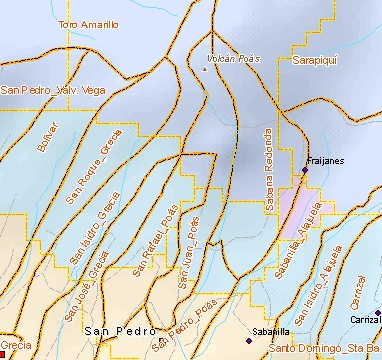 Toro Amarillo
Volcán Poás
Sarapiquí
San Pedro_Valv. Vega
Bolívar
San Roque_Grecia
Sabana Redonda
Fraijanes
San Isidro_Grecia
San Rafael_Poás
San Juan_Poás
Sabanilla_Alajuela
San Isidro_Alajuela
Carrizal
San José_Grecia
Carrizal
San Pedro
San Pedro_Poás
Sabanilla
Grecia
Santo Domingo_Sta Ba